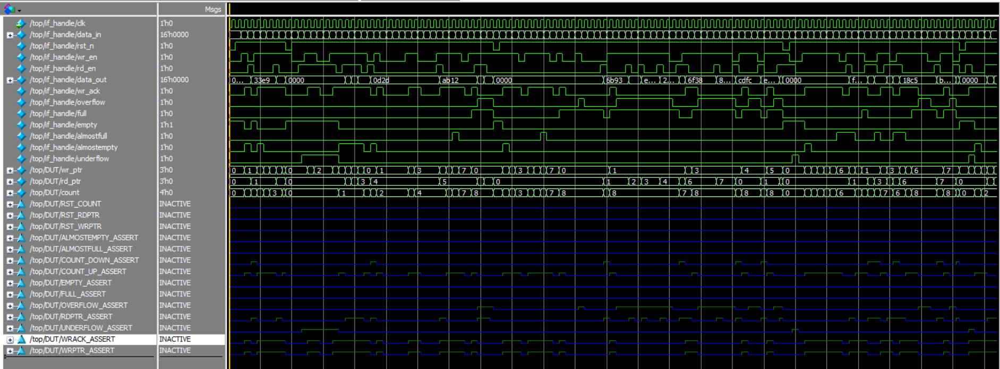 Msgs
/top/if_handle/clk 1'h0
/top/if_handle/data_in 16'h0000
/top/if_handle/rst_n 1'h0
/top/if_handle/wr_en 1'h0
/top/if_handle/rd_en 1'h0
/top/if_handle/data_out 16'h0000 0... 33e9 0000 0d2d ab12 0000 6b93 e... 2... 6f38 8... cdfc e... 0000 f... 18c5 b... 0000
/top/if_handle/wr_ack 1'h0
/top/if_handle/overflow 1'h0
/top/if_handle/full 1'h0
/top/if_handle/empty 1'h1
/top/if_handle/almostfull 1'h0
/top/if_handle/almostempty 1'h0
/top/if_handle/underflow 1'h0
/top/DUT/wr_ptr 3'h0 0 1 0 2 0 1 3 7 0 3 7 0 1 3 4 5 0 6 1 3 6 7
/top/DUT/rd_ptr 3'h0 0 1 0 3 4 5 0 1 2 3 4 6 7 0 1 0 1 3 6 7 0
/top/DUT/count 4'h0 0 3 0 1 2 4 7 8 3 7 8 8 7 8 8 8 0 6 7 6 8 8 0 2
/top/DUT/RST_COUNT INACTIVE
/top/DUT/RST_RDPTR INACTIVE
/top/DUT/RST_WRPTR INACTIVE
/top/DUT/ALMOSTEMPTY_ASSERT INACTIVE
/top/DUT/ALMOSTFULL_ASSERT INACTIVE
/top/DUT/COUNT_DOWN_ASSERT INACTIVE
/top/DUT/COUNT_UP_ASSERT INACTIVE
/top/DUT/EMPTY_ASSERT INACTIVE
/top/DUT/FULL_ASSERT INACTIVE
/top/DUT/OVERFLOW_ASSERT INACTIVE
/top/DUT/RDPTR_ASSERT INACTIVE
/top/DUT/UNDERFLOW_ASSERT INACTIVE
/top/DUT/WRACK_ASSERT INACTIVE
/top/DUT/WRPTR_ASSERT INACTIVE